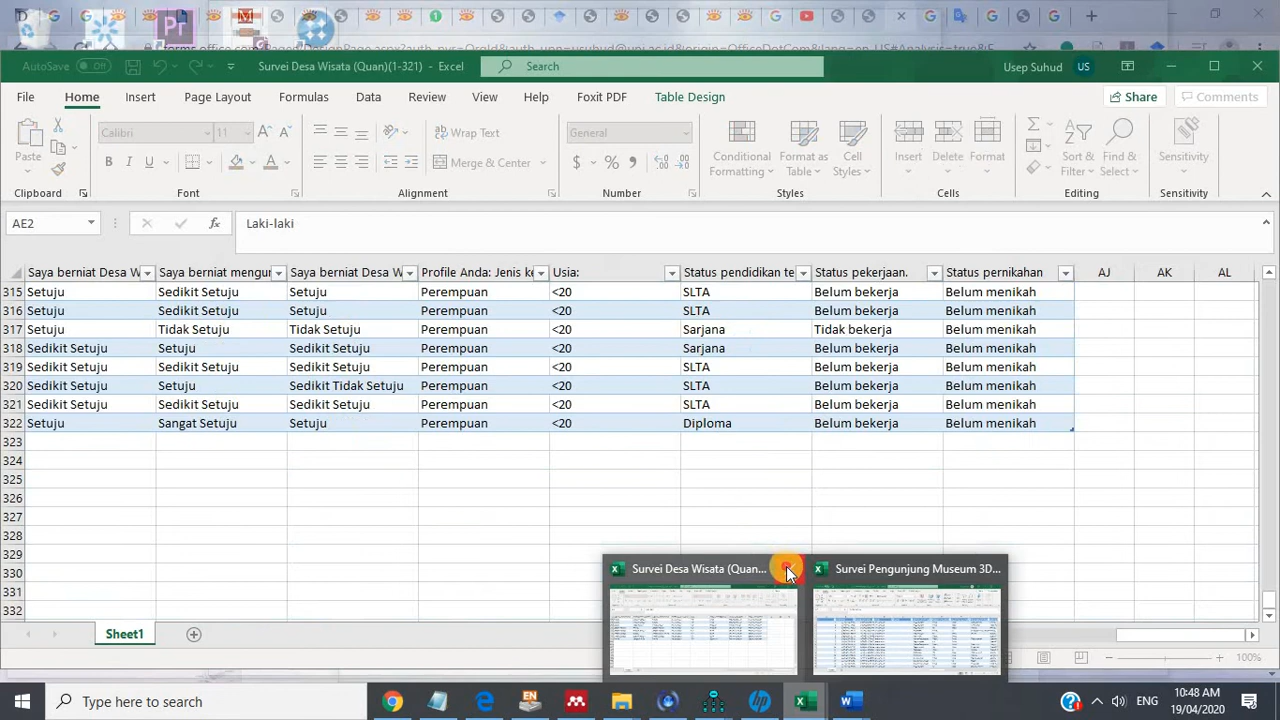 forms.office.com
AutoSave Off Survei Desa Wisata (Quan)(1-321) - Excel Search Usep Suhud US
File Home Insert Page Layout Formulas Data Review View Help Foxit PDF Table Design Share Comments
Paste Calibri 11 Wrap Text Merge & Center General Conditional Formatting Format as Table Cell Styles Insert Delete Format Sort & Filter Find & Select Sensitivity
Clipboard Font Alignment Number Styles Cells Editing Sensitivity
AE2 fx Laki-laki
Saya berniat Desa W Saya berniat mengur Saya berniat Desa W Profile Anda: Jenis ke Usia: Status pendidikan te Status pekerjaan. Status pernikahan AJ AK AL
315 Setuju Sedikit Setuju Setuju Perempuan <20 SLTA Belum bekerja Belum menikah
316 Setuju Sedikit Setuju Setuju Perempuan <20 SLTA Belum bekerja Belum menikah
317 Setuju Tidak Setuju Tidak Setuju Perempuan <20 Sarjana Tidak bekerja Belum menikah
318 Sedikit Setuju Setuju Sedikit Setuju Perempuan <20 Sarjana Belum bekerja Belum menikah
319 Sedikit Setuju Sedikit Setuju Sedikit Setuju Perempuan <20 SLTA Belum bekerja Belum menikah
320 Sedikit Setuju Setuju Sedikit Tidak Setuju Perempuan <20 SLTA Belum bekerja Belum menikah
321 Sedikit Setuju Sedikit Setuju Sedikit Setuju Perempuan <20 SLTA Belum bekerja Belum menikah
322 Setuju Sangat Setuju Setuju Perempuan <20 Diploma Belum bekerja Belum menikah
323
324
325
326
327
328
329
330
331
332
Survei Desa Wisata (Quan... Survei Pengunjung Museum 3D...
Sheet1
100%
Type here to search EN ENG 10:48 AM
19/04/2020